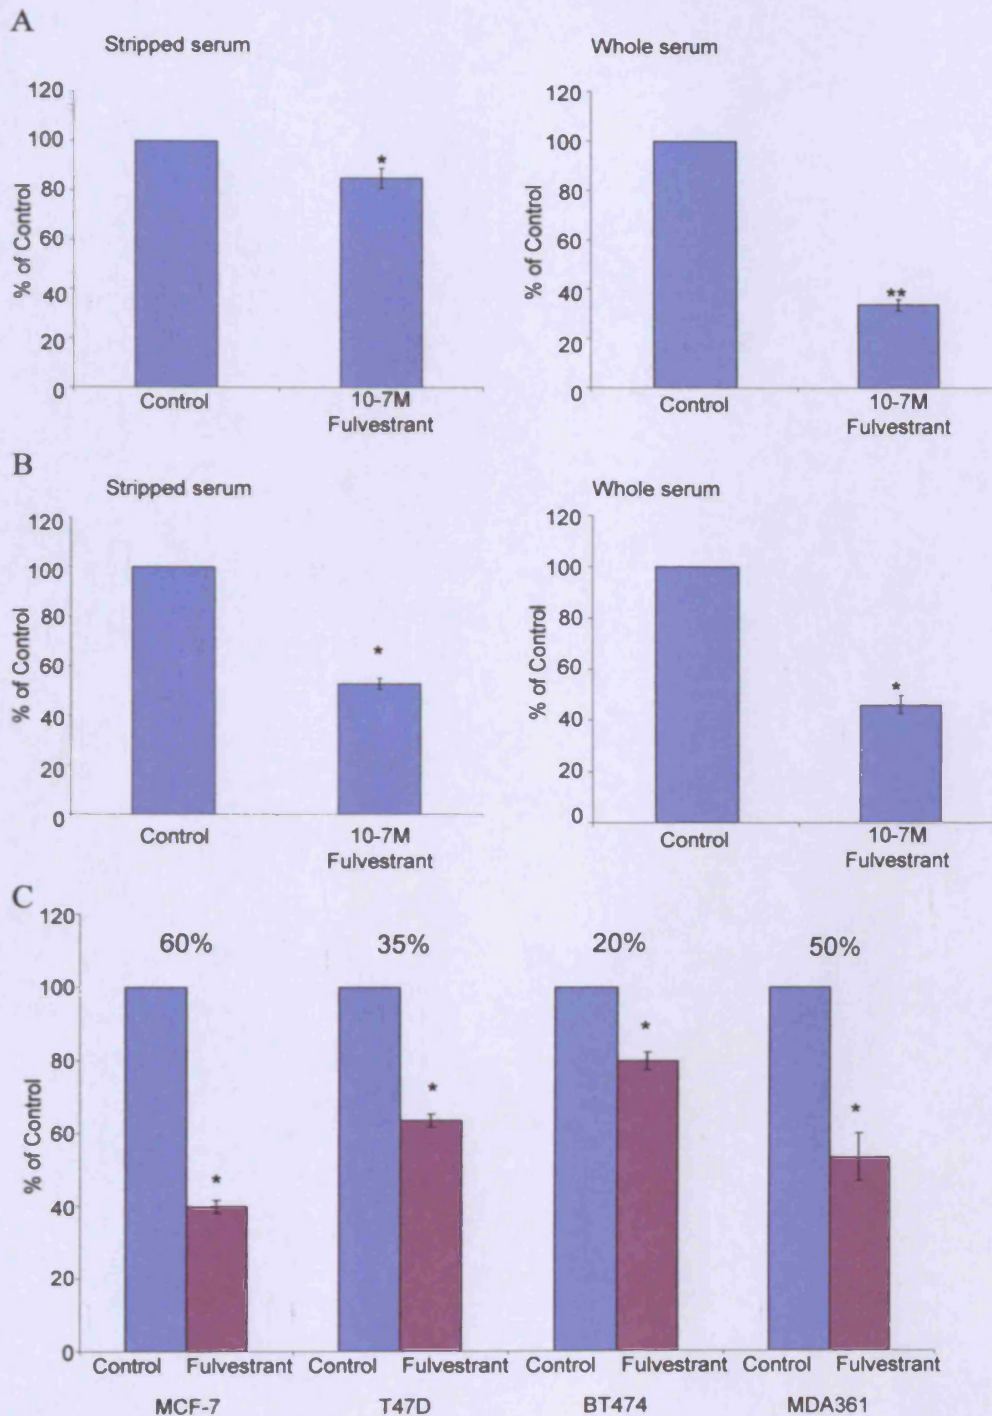 A
Stripped serum
Whole serum
120
100
80
60
40
20
0
% of Control
*
Control
10-7M
Fulvestrant
120
100
80
60
40
20
0
% of Control
**
Control
10-7M
Fulvestrant
B
Stripped serum
Whole serum
120
100
80
60
40
20
0
% of Control
*
Control
10-7M
Fulvestrant
120
100
80
60
40
20
0
% of Control
*
Control
10-7M
Fulvestrant
C
120
100
80
60
40
20
0
% of Control
60% 35% 20% 50%
* * * *
Control Fulvestrant Control Fulvestrant Control Fulvestrant Control Fulvestrant
MCF-7 T47D BT474 MDA361